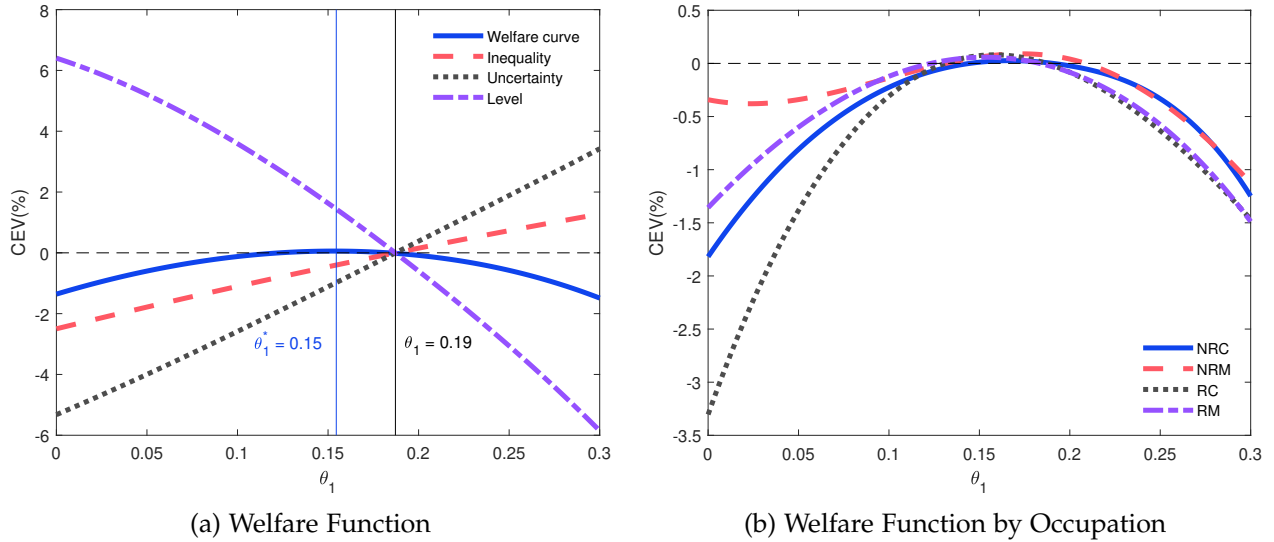 8
6
4
2
0
-2
-4
-6
CEV(%)
0
0.05
0.1
0.15
0.2
0.25
0.3
θ1
Welfare curve
Inequality
Uncertainty
Level
θ1* = 0.15
θ1 = 0.19
(a) Welfare Function
0.5
0
-0.5
-1
-1.5
-2
-2.5
-3
-3.5
CEV(%)
0
0.05
0.1
0.15
0.2
0.25
0.3
θ1
NRC
NRM
RC
RM
(b) Welfare Function by Occupation